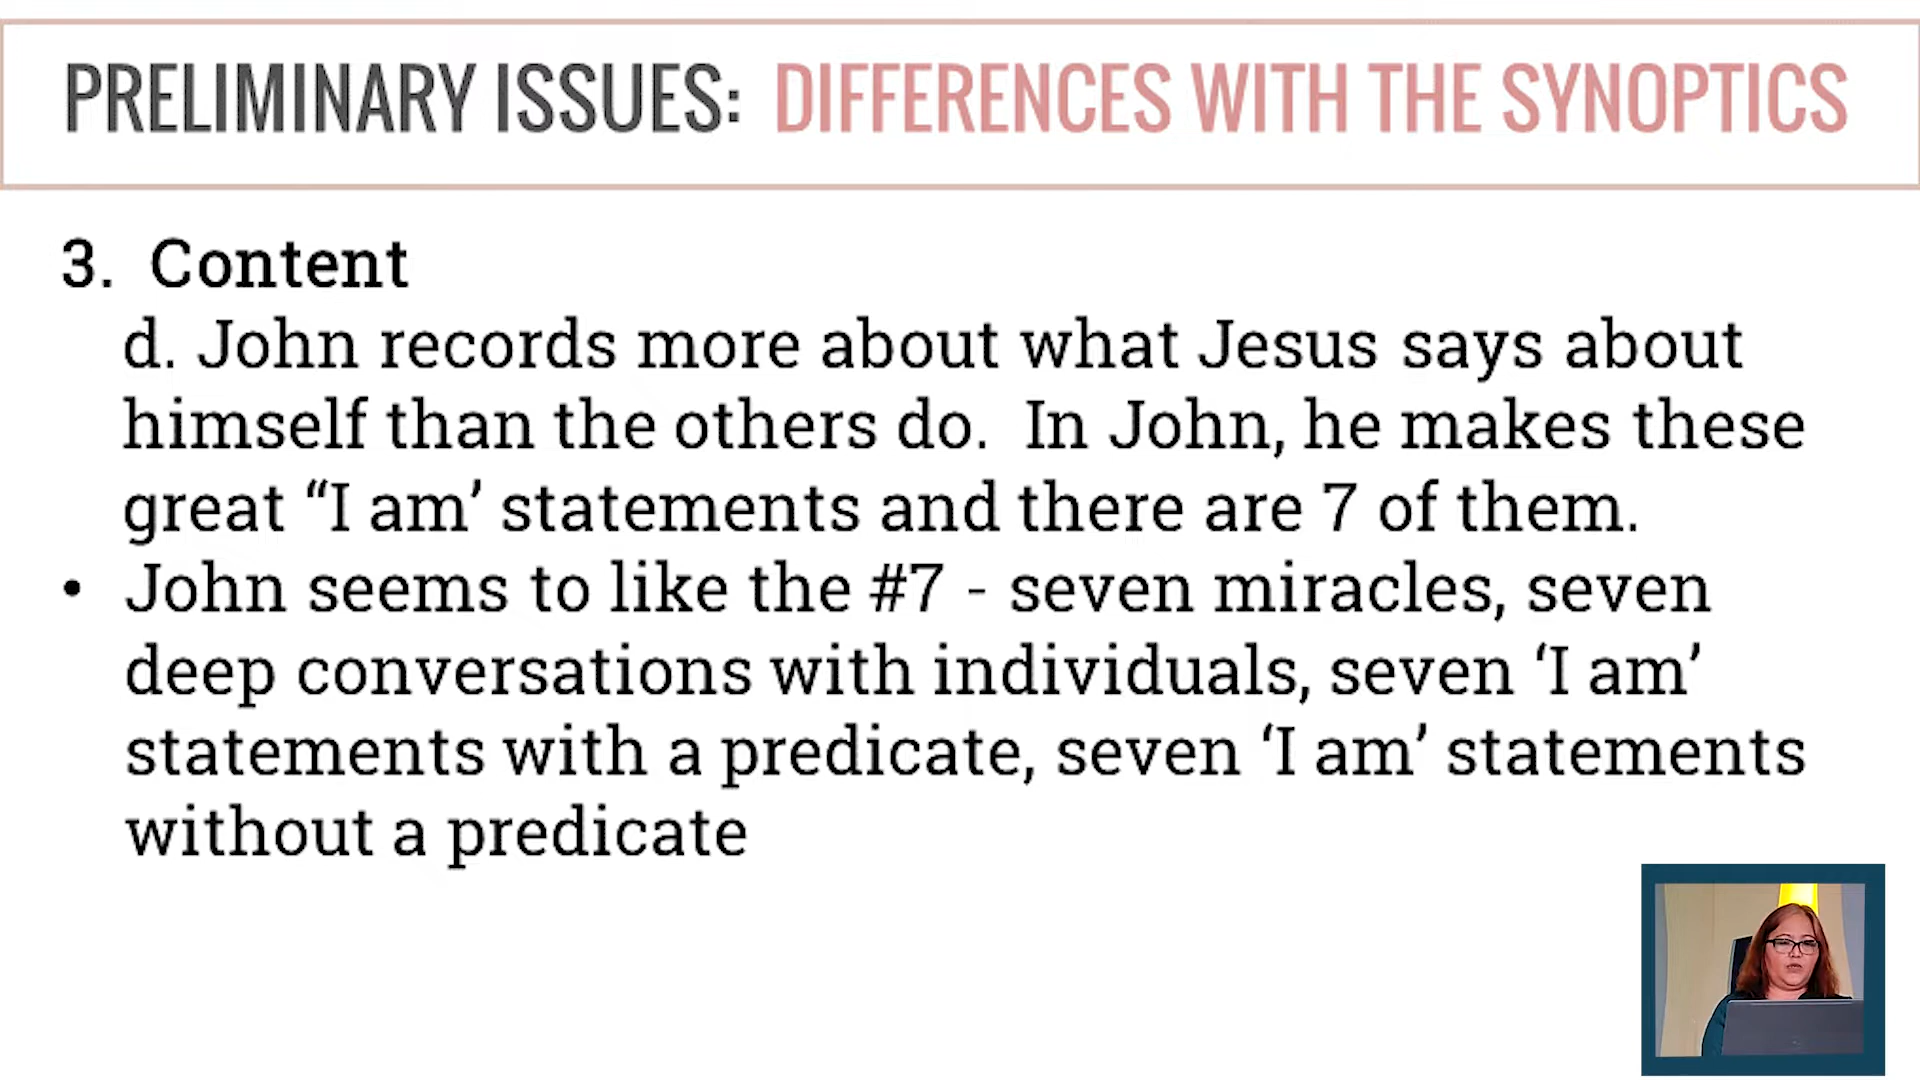 PRELIMINARY ISSUES: DIFFERENCES WITH THE SYNOPTICS
3. Content
d. John records more about what Jesus says about
himself than the others do. In John, he makes these
great “I am’ statements and there are 7 of them.
• John seems to like the #7 - seven miracles, seven
deep conversations with individuals, seven ‘I am’
statements with a predicate, seven ‘I am’ statements
without a predicate